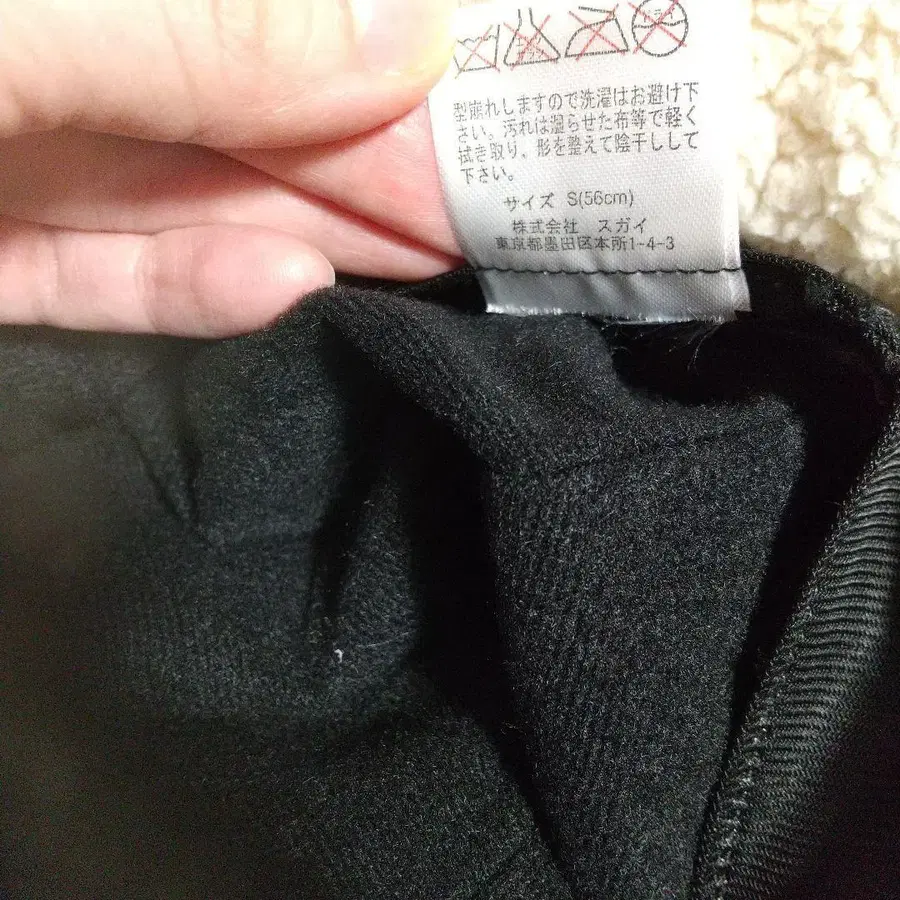 型崩れしますので洗濯はお避け下
さい。汚れは湿らせた布等で軽く
拭き取り、形を整えて陰干しして
下さい。
サイズ S(56cm)
株式会社 スガイ
東京都墨田区本所1-4-3